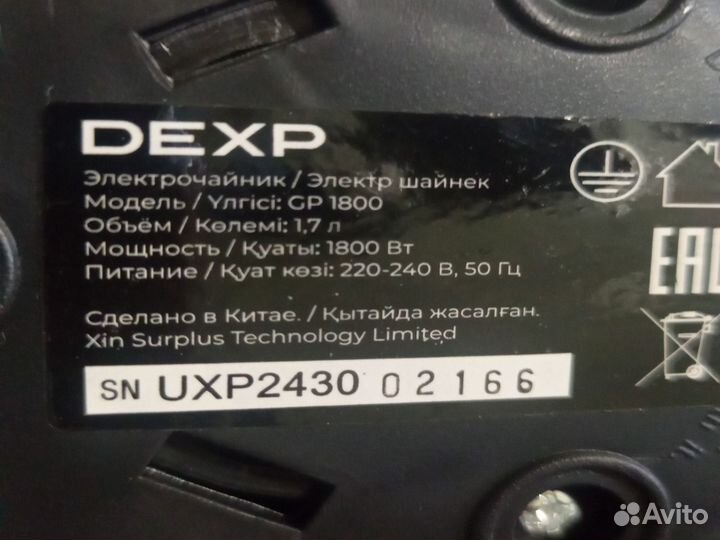 DEXP
Электрочайник / Электр шайнек
Модель / Үлгісі: GP 1800
Объём / Көлемі: 1,7 л
Мощность / Қуаты: 1800 Вт
Питание / Қуат көзі: 220-240 В, 50 Гц
Сделано в Китае. / Қытайда жасалған.
Xin Surplus Technology Limited
SN UXP2430 02166
EAC
Avito